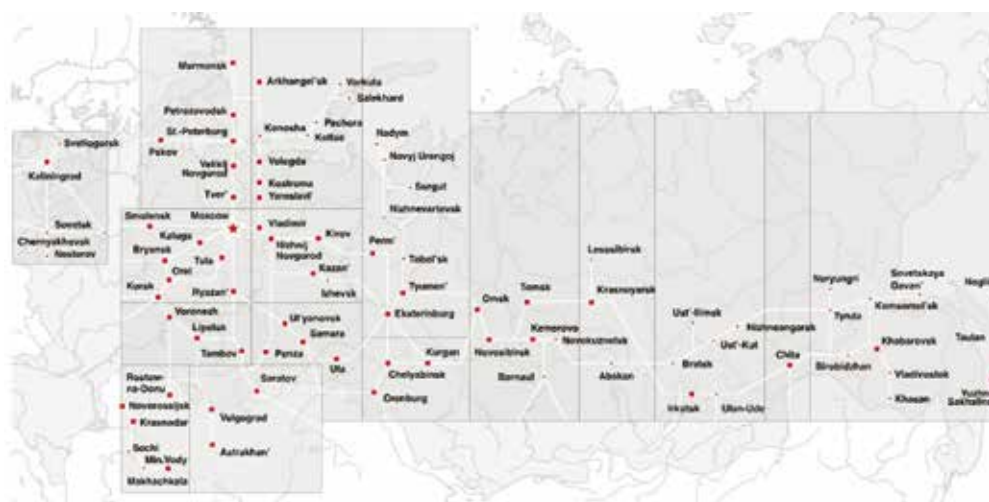 Murmonsk
Arkhangel'sk
Vorkuta
Salekhard
Petrozavodsk
St.-Peterburg
Pskov
Konosha
Pechora
Kotlas
Nadym
Novyj Urengoj
Svetlogorsk
Kaliningrad
Velikij
Novgorod
Vologda
Kostroma
Yaroslavl'
Surgut
Tver'
Nizhnevartovsk
Sovetsk
Chernyakhovsk
Nesterov
Smolensk
Moscow
Kaluga
Bryansk
Tula
Orel
Kursk
Ryazan'
Vladimir
Nizhnij
Novgorod
Kirov
Kazan'
Izhevsk
Perm'
Tobol'sk
Tyumen'
Ekaterinburg
Lesosibirsk
Krasnoyarsk
Omsk
Tomsk
Kemerovo
Novosibirsk
Novokuznetsk
Barnaul
Abakan
Voronezh
Lipetsk
Tambov
Ul'yanovsk
Samara
Penza
Ufa
Kurgan
Chelyabinsk
Orenburg
Saratov
Rostov-
na-Donu
Novorossijsk
Krasnodar
Sochi
Min.Vody
Makhachkala
Volgograd
Astrakhan'
Ust'-Ilimsk
Nizhneangarsk
Ust'-Kut
Bratsk
Irkutsk
Ulan-Ude
Chita
Neryungri
Tynda
Birobidzhan
Sovetskaya
Gavan'
Komsomol'sk
Khabarovsk
Vladivostok
Khasan
Nogli
Yuzhno
Sakhalins